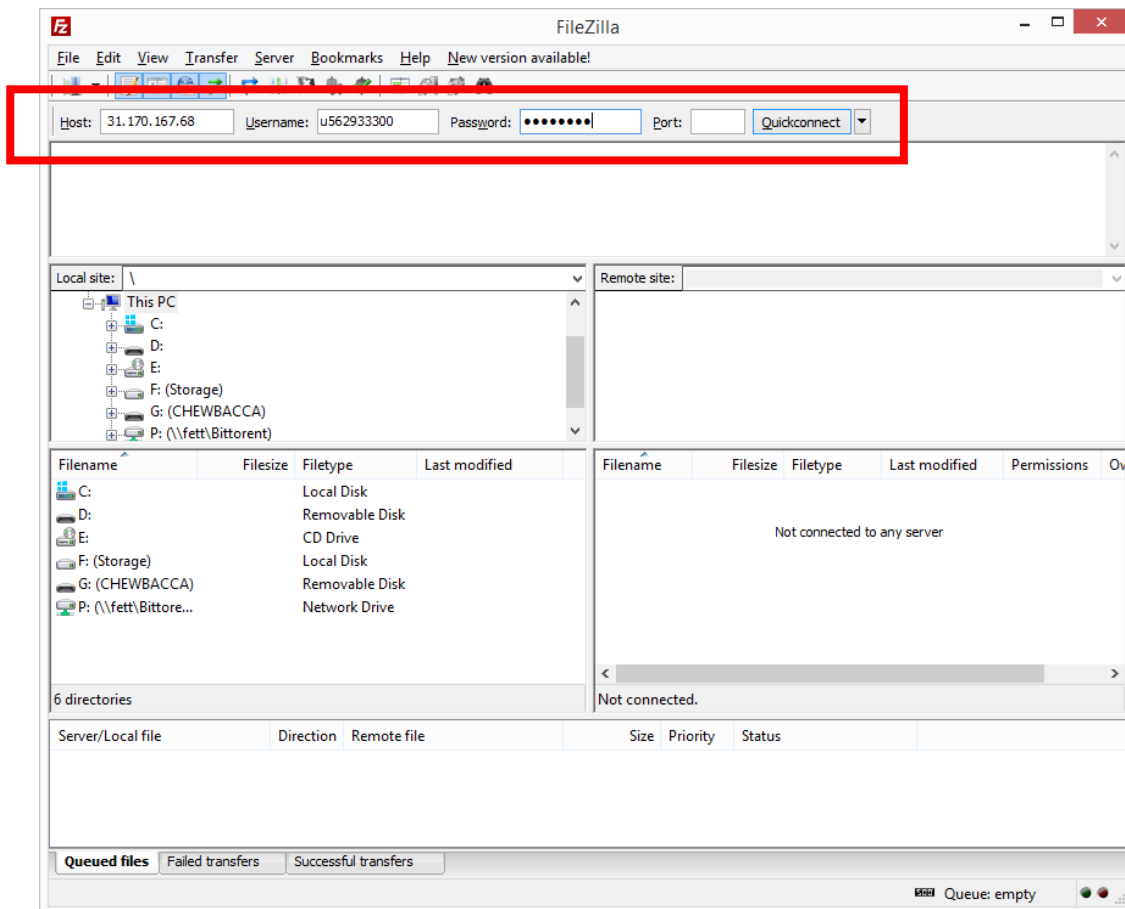 Fz FileZilla
File Edit View Transfer Server Bookmarks Help New version available!
Host: 31.170.167.68 Username: u562933300 Password: ●●●●●●●● Port: Quickconnect
Local site: \ Remote site:
This PC
C:
D:
E:
F: (Storage)
G: (CHEWBACCA)
P: (\\fett\Bittorent)
Filename Filesize Filetype Last modified
C: Local Disk
D: Removable Disk
E: CD Drive
F: (Storage) Local Disk
G: (CHEWBACCA) Removable Disk
P: (\\fett\Bittore... Network Drive
6 directories
Filename Filesize Filetype Last modified Permissions Ov
Not connected to any server
Not connected.
Server/Local file Direction Remote file Size Priority Status
Queued files Failed transfers Successful transfers
Queue: empty